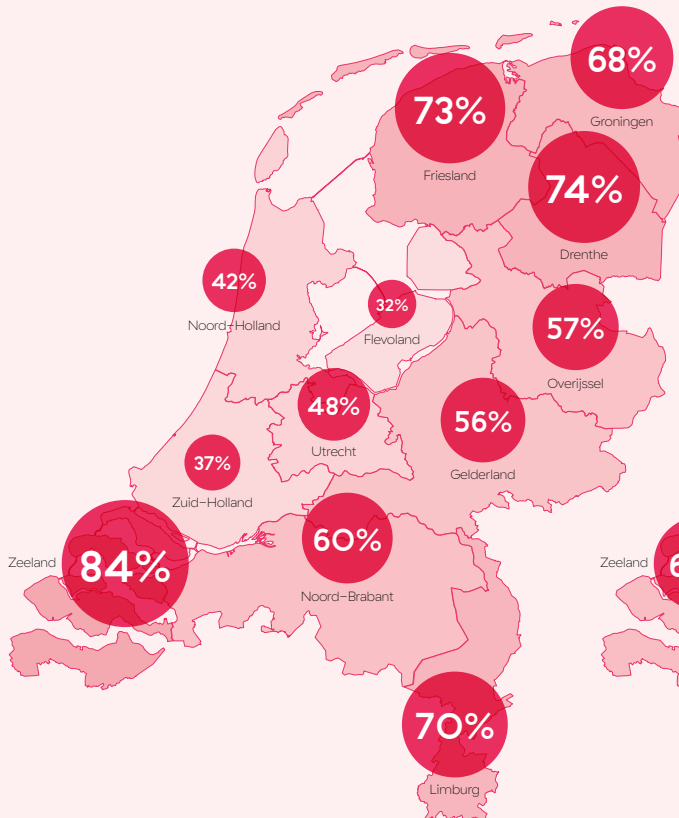 68%
Groningen
73%
Friesland
74%
Drenthe
42%
Noord-Holland
32%
Flevoland
57%
Overijssel
48%
Utrecht
56%
Gelderland
37%
Zuid-Holland
Zeeland
84%
60%
Noord-Brabant
Zeeland
70%
Limburg